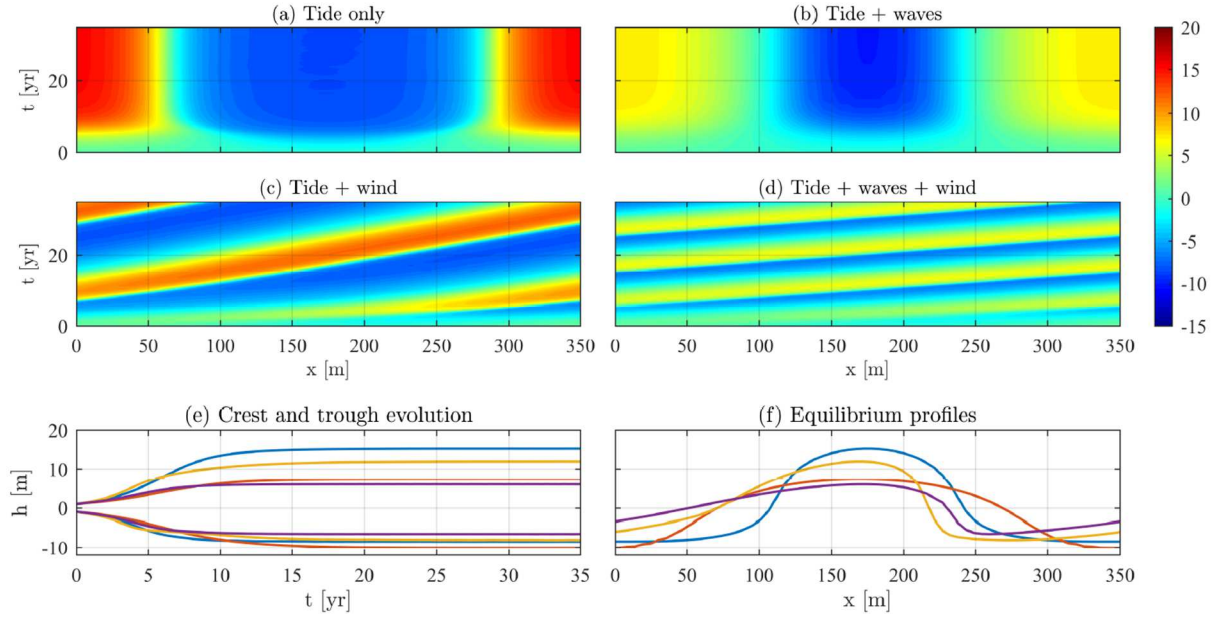 (a) Tide only
(b) Tide + waves
20
0
t [yr]
20
15
10
5
0
-5
-10
-15
(c) Tide + wind
(d) Tide + waves + wind
20
0
t [yr]
0 50 100 150 200 250 300 350
x [m]
0 50 100 150 200 250 300 350
x [m]
(e) Crest and trough evolution
(f) Equilibrium profiles
20
10
0
-10
h [m]
0 5 10 15 20 25 30 35
t [yr]
0 50 100 150 200 250 300 350
x [m]